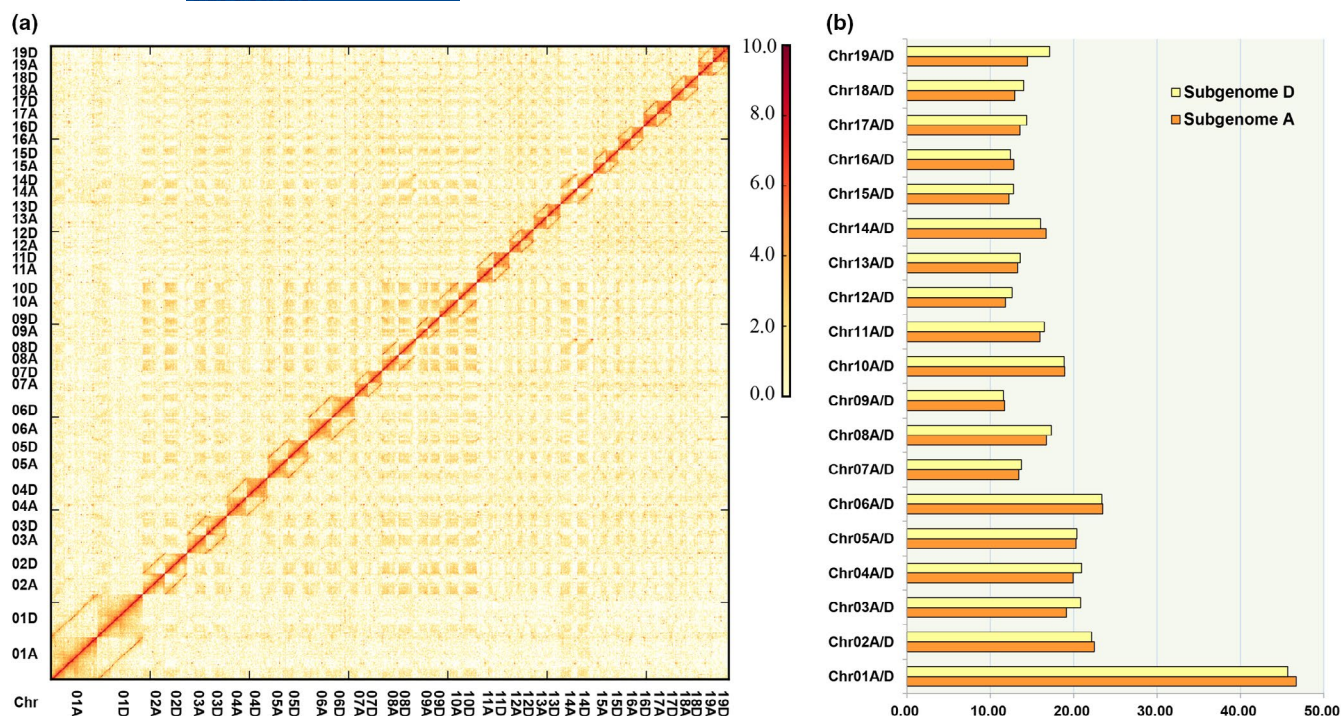 (a)
19D
19A
18D
18A
17D
17A
16D
16A
15D
15A
14D
14A
13D
13A
12D
12A
11D
11A
10D
10A
09D
09A
08D
08A
07D
07A
06D
06A
05D
05A
04D
04A
03D
03A
02D
02A
01D
01A
Chr
01A
01D
02A
02D
03A
03D
04A
04D
05A
05D
06A
06D
07A
07D
08A
08D
09A
09D
10A
10D
11A
11D
12A
12D
13A
13D
14A
14D
15A
15D
16A
16D
17A
17D
18A
18D
19A
19D
10.0
8.0
6.0
4.0
2.0
0.0
(b)
Chr19A/D
Chr18A/D
Chr17A/D
Chr16A/D
Chr15A/D
Chr14A/D
Chr13A/D
Chr12A/D
Chr11A/D
Chr10A/D
Chr09A/D
Chr08A/D
Chr07A/D
Chr06A/D
Chr05A/D
Chr04A/D
Chr03A/D
Chr02A/D
Chr01A/D
Subgenome D
Subgenome A
0.00
10.00
20.00
30.00
40.00
50.00